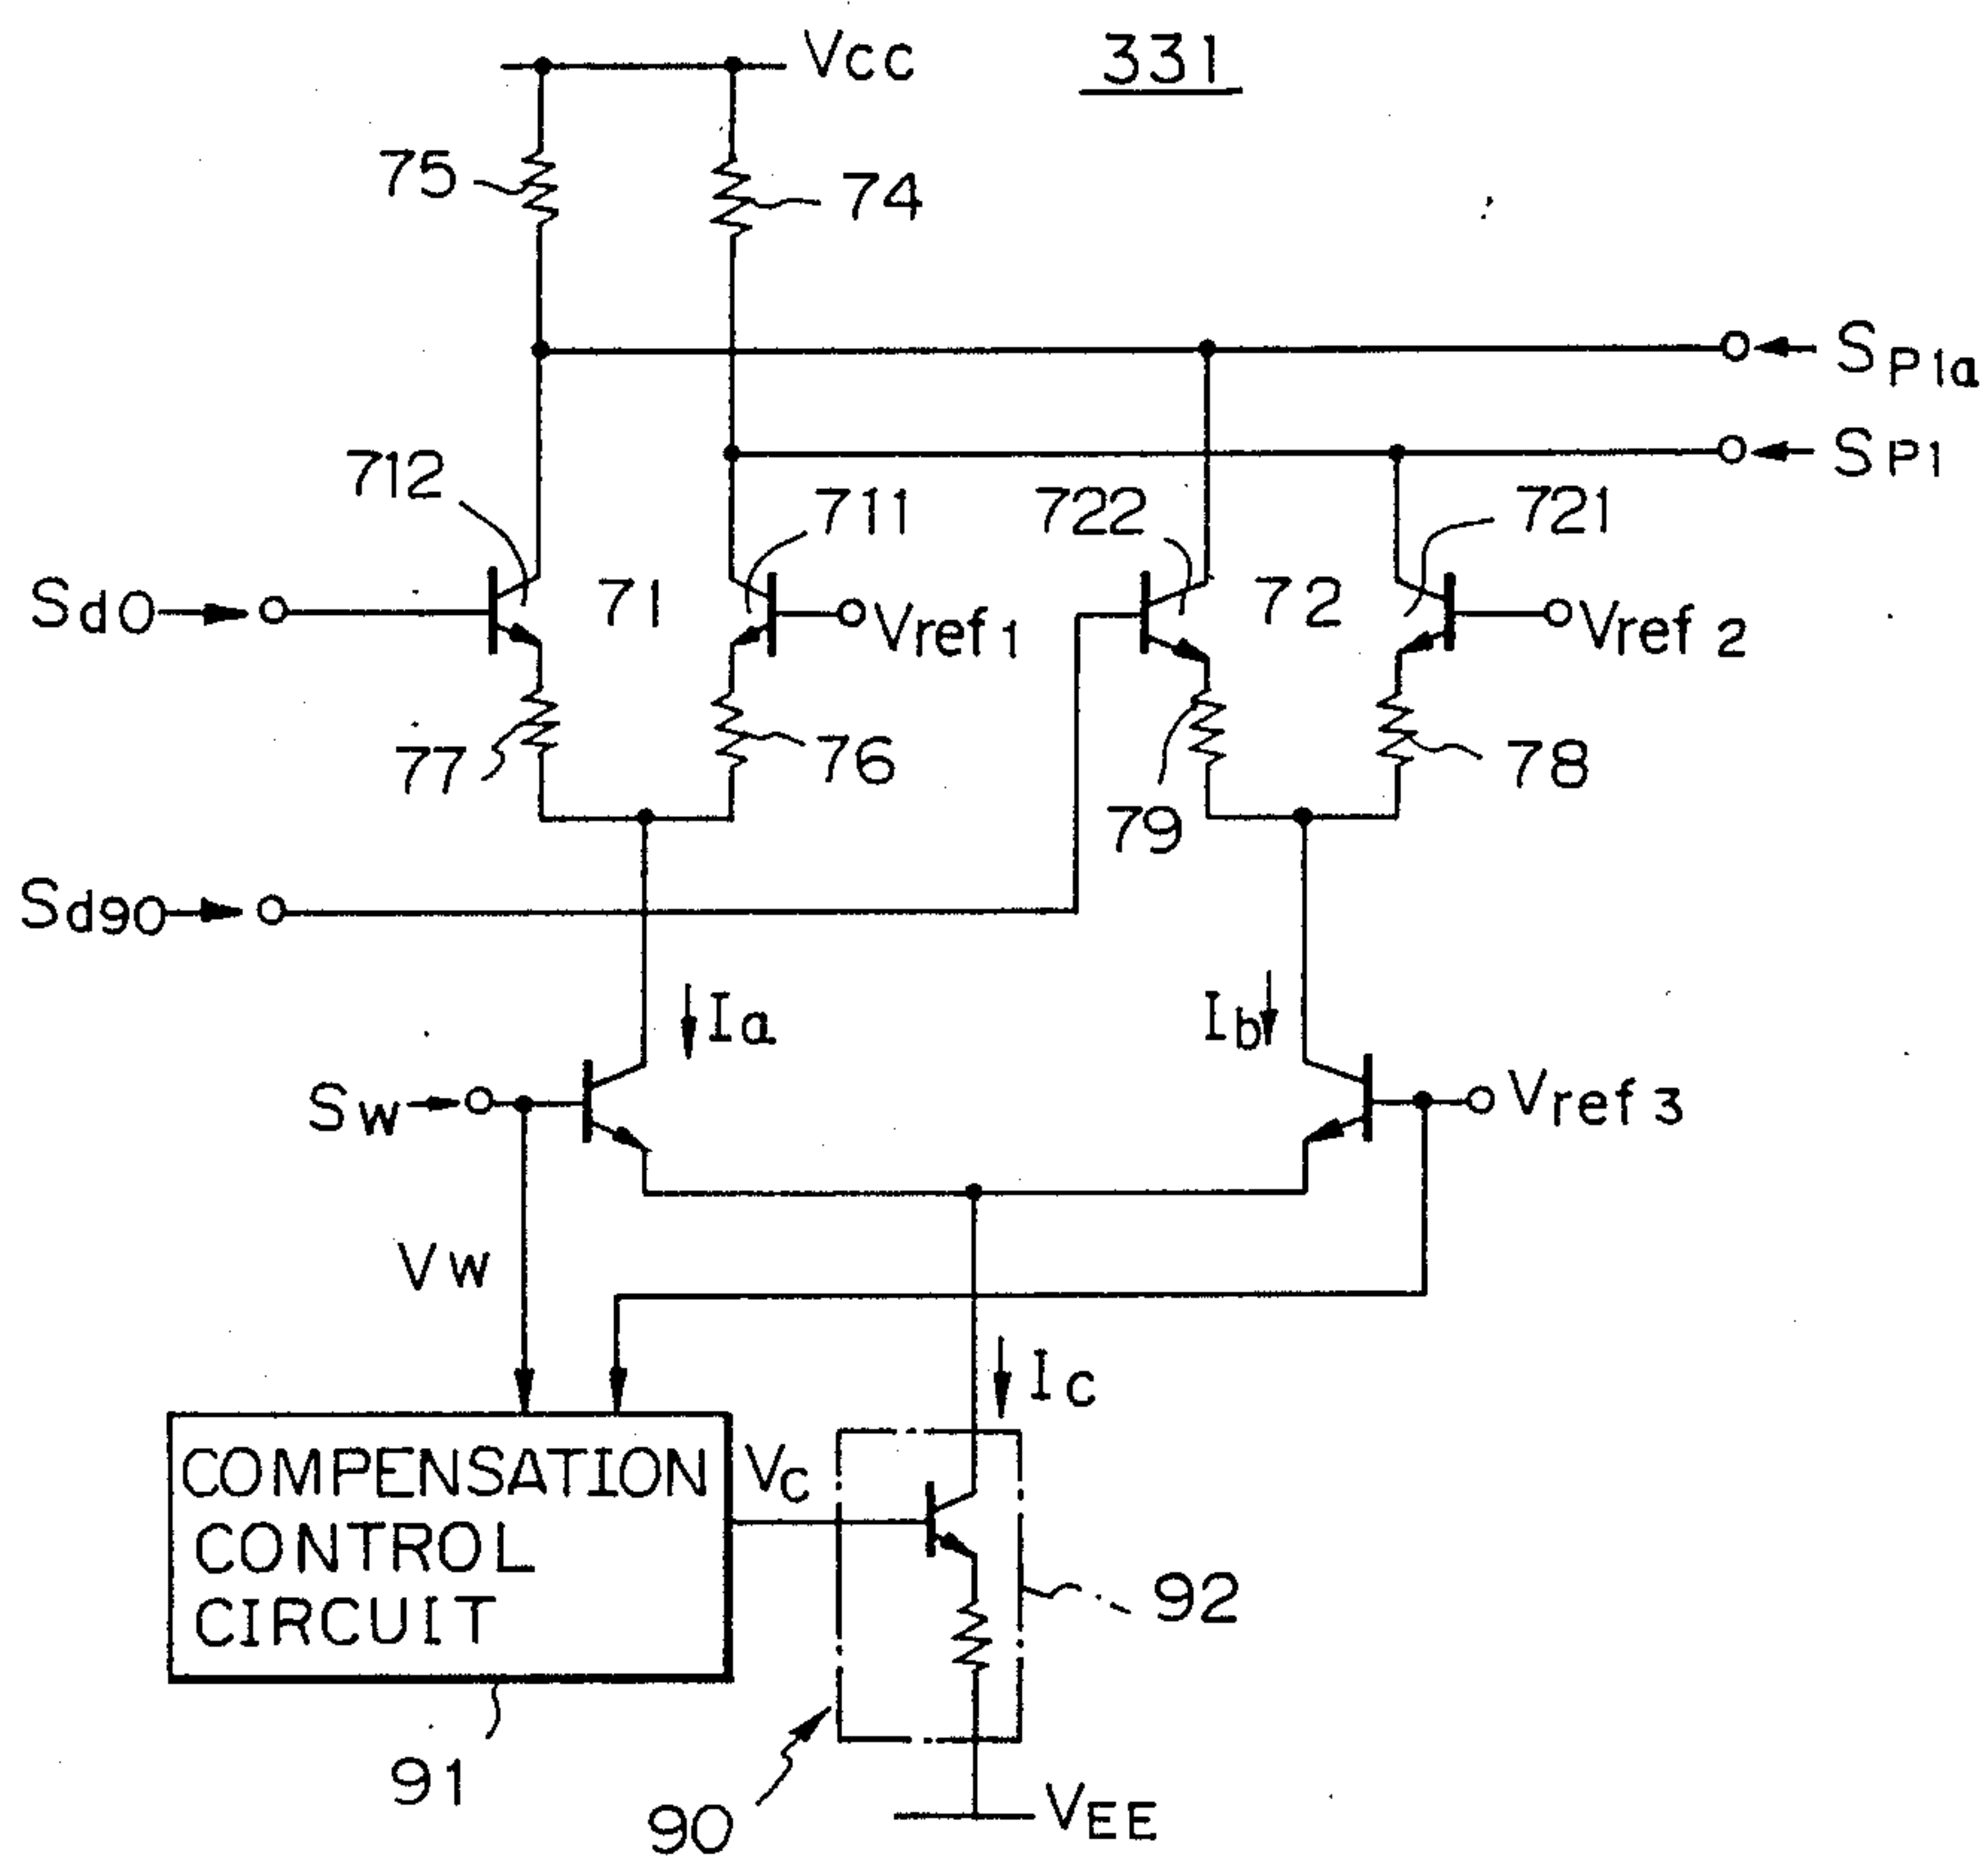 331
Vcc
75
74
SP1a
SP1
712
711
722
721
Sd0
71
Vref1
72
Vref2
77
76
79
78
Sd90
Ia
Ib
Sw
Vref3
Vw
Ic
COMPENSATION
CONTROL
CIRCUIT
Vc
92
91
90
VEE